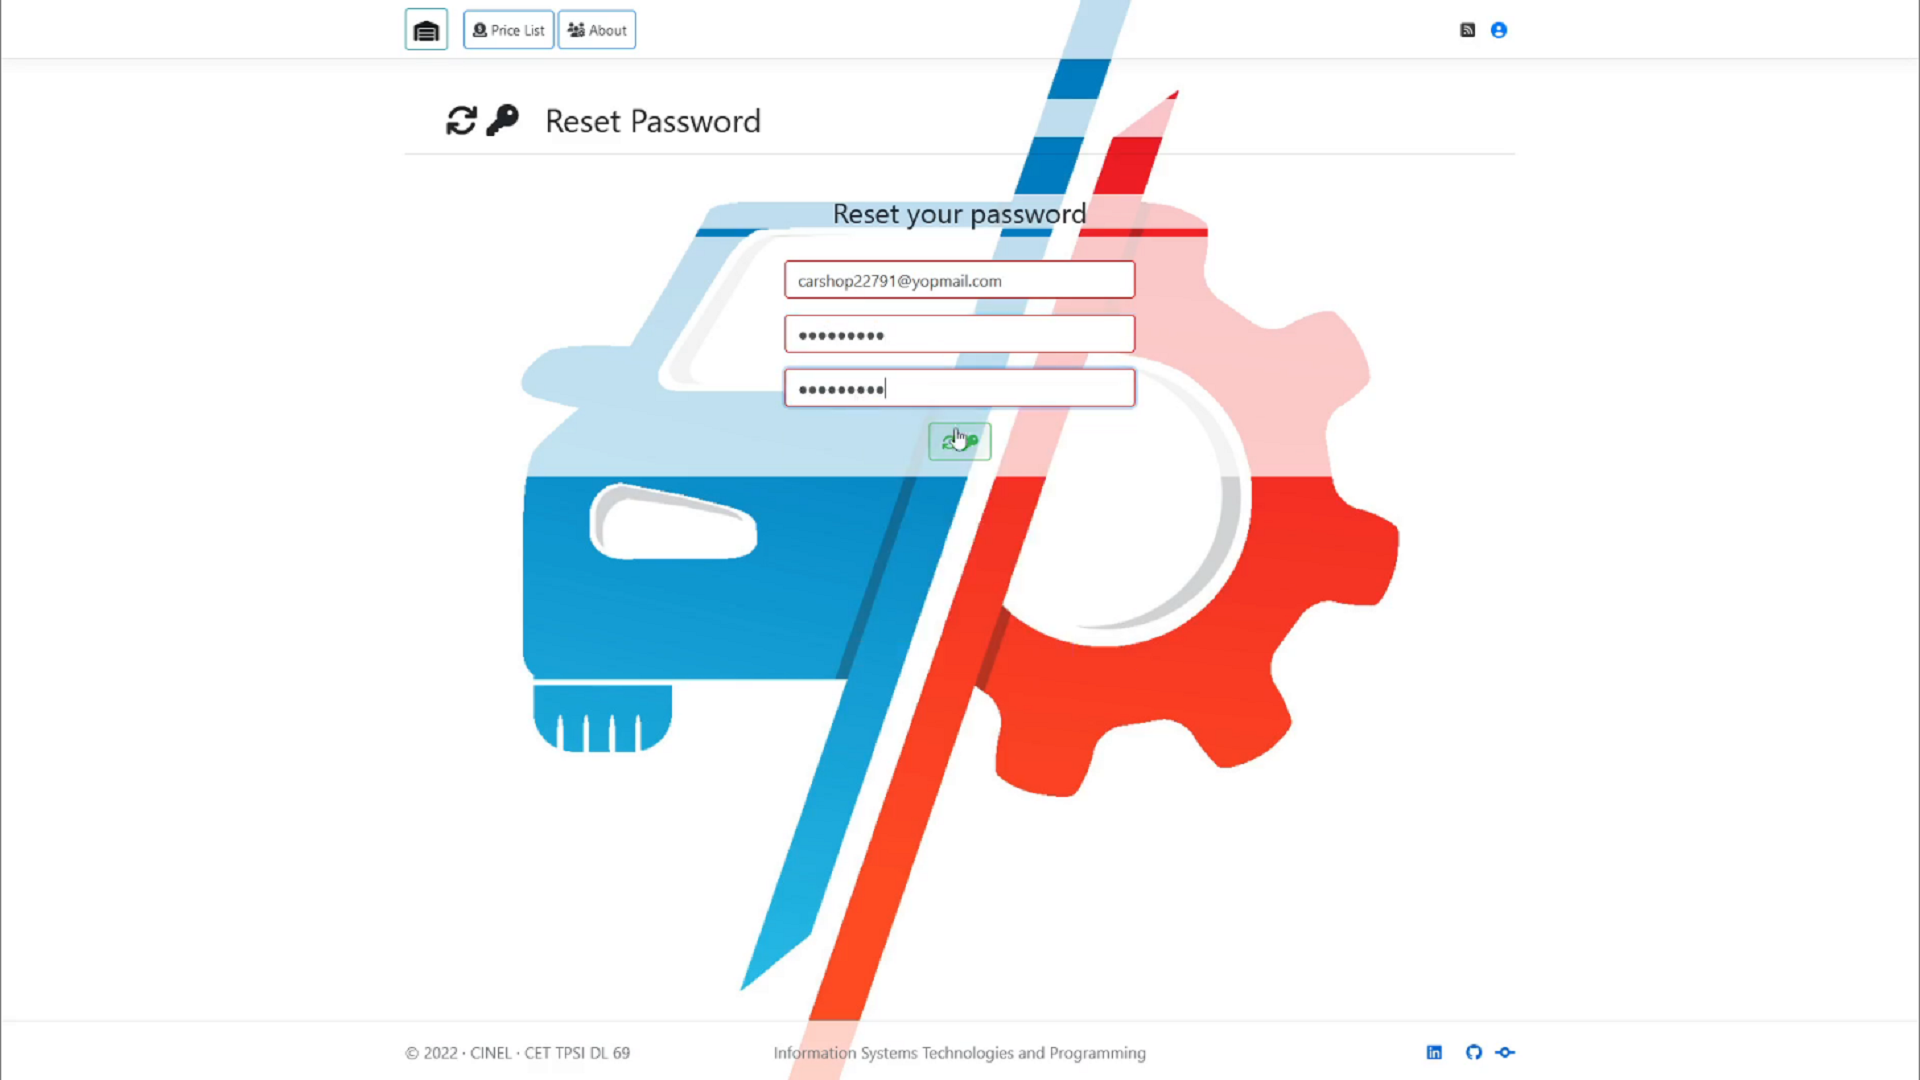 Price List
About
Reset Password
Reset your password
carshop22791@yopmail.com
•••••••••
•••••••••
© 2022 · CINEL · CET TPSI DL 69
Information Systems Technologies and Programming